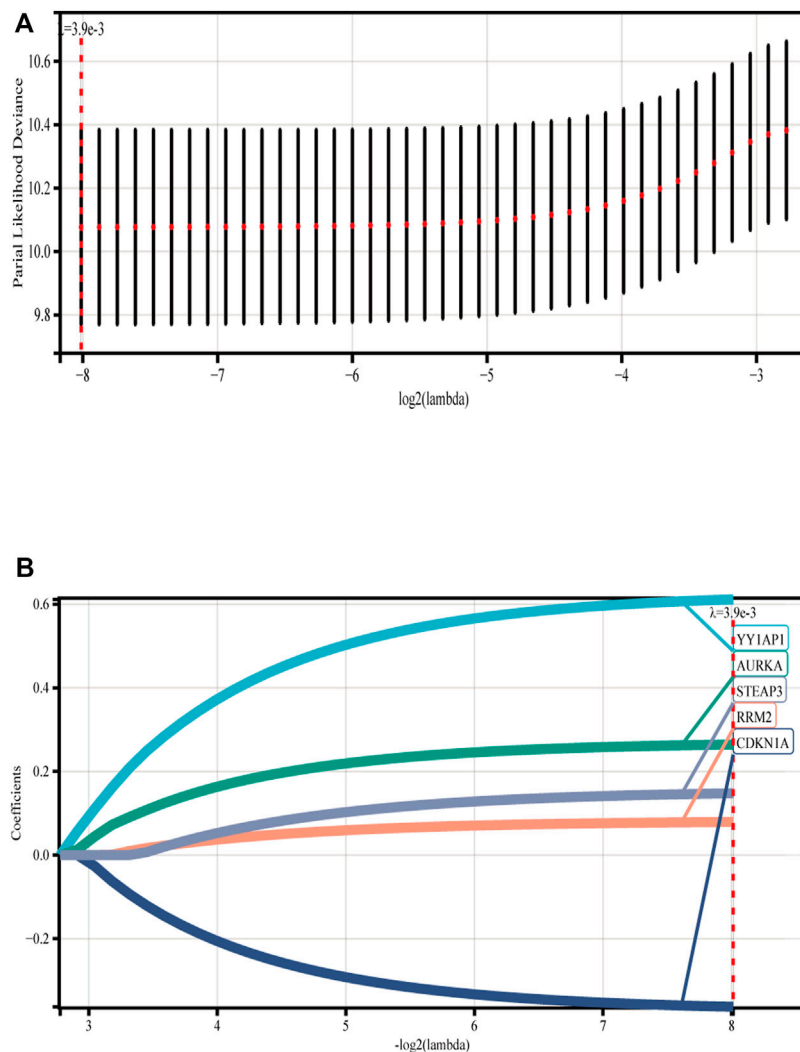 A
λ=3.9e-3
10.6
10.4
10.2
10.0
9.8
Parial Likelihood Deviance
−8 −7 −6 −5 −4 −3
log2(lambda)
B
0.6
0.4
0.2
0.0
−0.2
Coefficients
λ=3.9e-3
YY1AP1
AURKA
STEAP3
RRM2
CDKN1A
3 4 5 6 7 8
-log2(lambda)